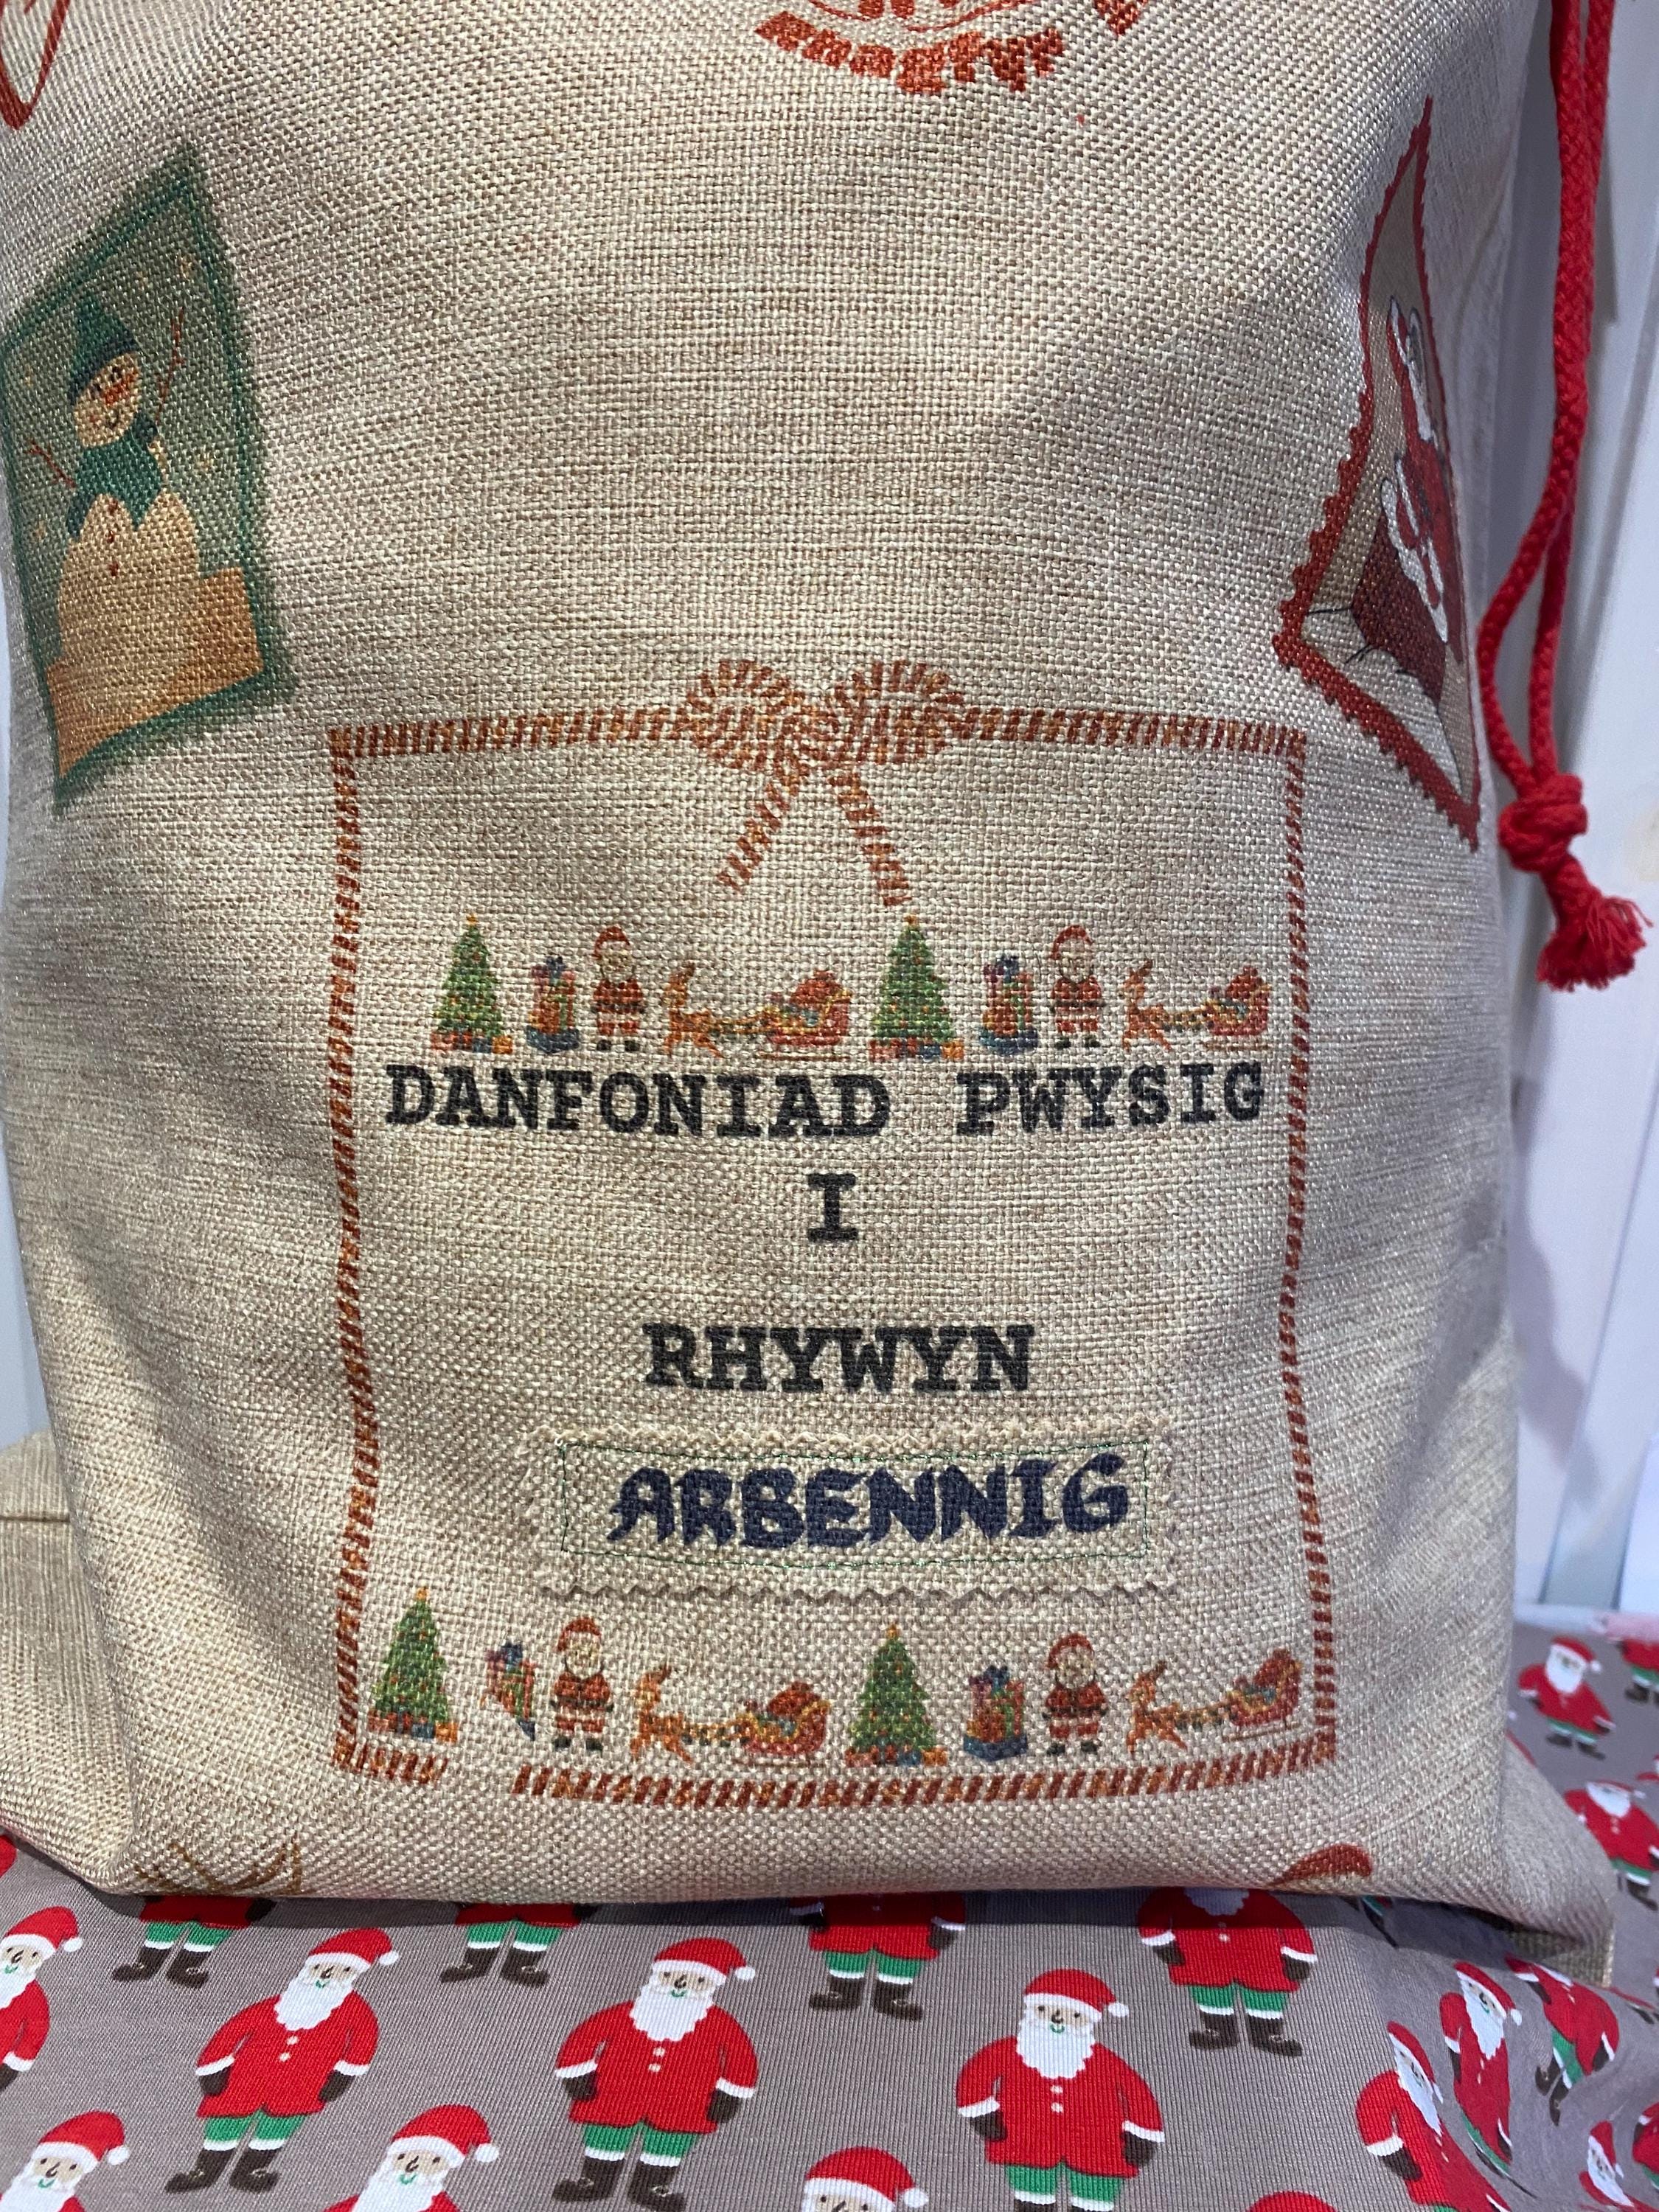 DANFONIAD PWYSIG
I
RHYWYN
ARBENNIG